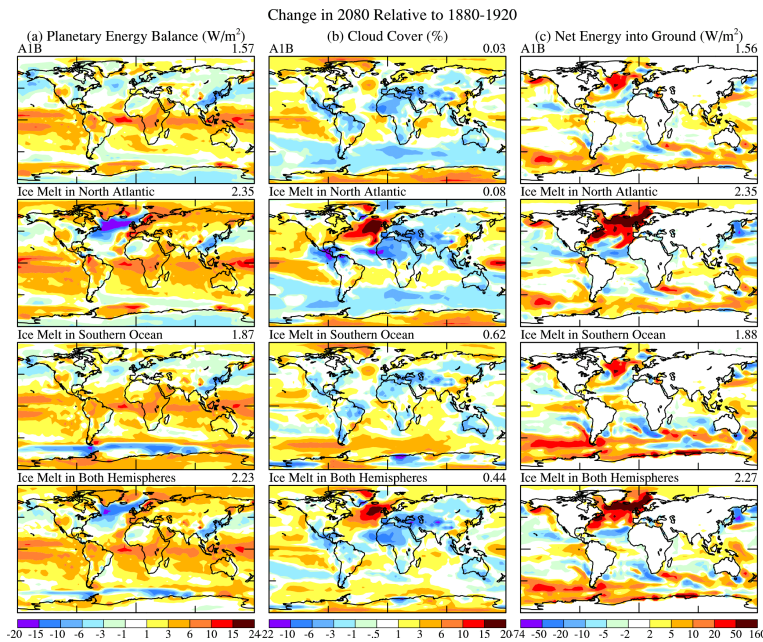 Change in 2080 Relative to 1880-1920
(a) Planetary Energy Balance (W/m²) (b) Cloud Cover (%) (c) Net Energy into Ground (W/m²)
A1B 1.57 A1B 0.03 A1B 1.56
Ice Melt in North Atlantic 2.35 Ice Melt in North Atlantic 0.08 Ice Melt in North Atlantic 2.35
Ice Melt in Southern Ocean 1.87 Ice Melt in Southern Ocean 0.62 Ice Melt in Southern Ocean 1.88
Ice Melt in Both Hemispheres 2.23 Ice Melt in Both Hemispheres 0.44 Ice Melt in Both Hemispheres 2.27
-20 -15 -10 -6 -3 -1 1 3 6 10 15 24 -22 -10 -6 -3 -1 1 3 6 10 15 20 -74 -50 -20 -10 -5 -2 2 5 10 20 50